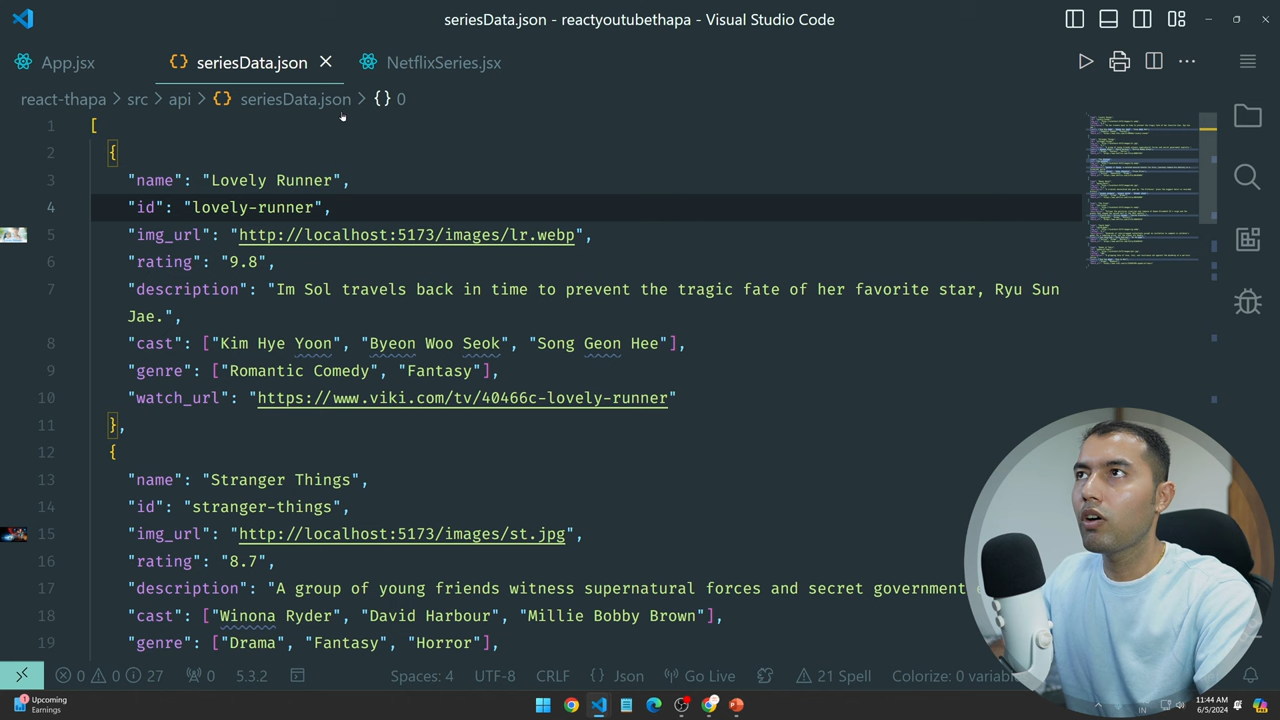 seriesData.json - reactyoutubethapa - Visual Studio Code
App.jsx
seriesData.json
NetflixSeries.jsx
react-thapa > src > api > {} seriesData.json > {} 0
1 [
2 {
3 "name": "Lovely Runner",
4 "id": "lovely-runner",
5 "img_url": "http://localhost:5173/images/lr.webp",
6 "rating": "9.8",
7 "description": "Im Sol travels back in time to prevent the tragic fate of her favorite star, Ryu Sun
Jae.",
8 "cast": ["Kim Hye Yoon", "Byeon Woo Seok", "Song Geon Hee"],
9 "genre": ["Romantic Comedy", "Fantasy"],
10 "watch_url": "https://www.viki.com/tv/40466c-lovely-runner"
11 },
12 {
13 "name": "Stranger Things",
14 "id": "stranger-things",
15 "img_url": "http://localhost:5173/images/st.jpg",
16 "rating": "8.7",
17 "description": "A group of young friends witness supernatural forces and secret government
18 "cast": ["Winona Ryder", "David Harbour", "Millie Bobby Brown"],
19 "genre": ["Drama", "Fantasy", "Horror"],
0 0 27 0 5.3.2 Spaces: 4 UTF-8 CRLF {} Json Go Live 21 Spell Colorize: 0
Upcoming
Earnings
IN
11:44 AM
6/5/2024